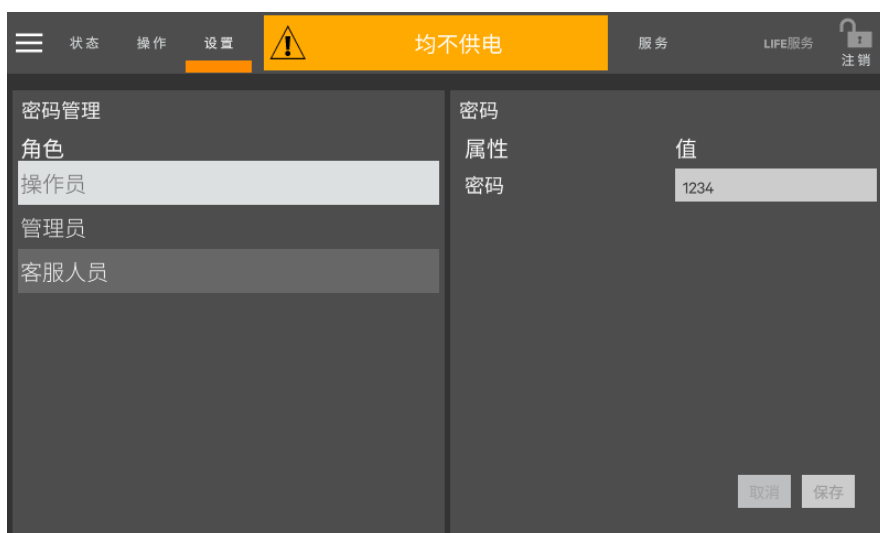 状态 操作 设置 均不供电 服务 LIFE服务
注销
密码管理
角色
操作员
管理员
客服人员
密码
属性 值
密码 1234
取消 保存